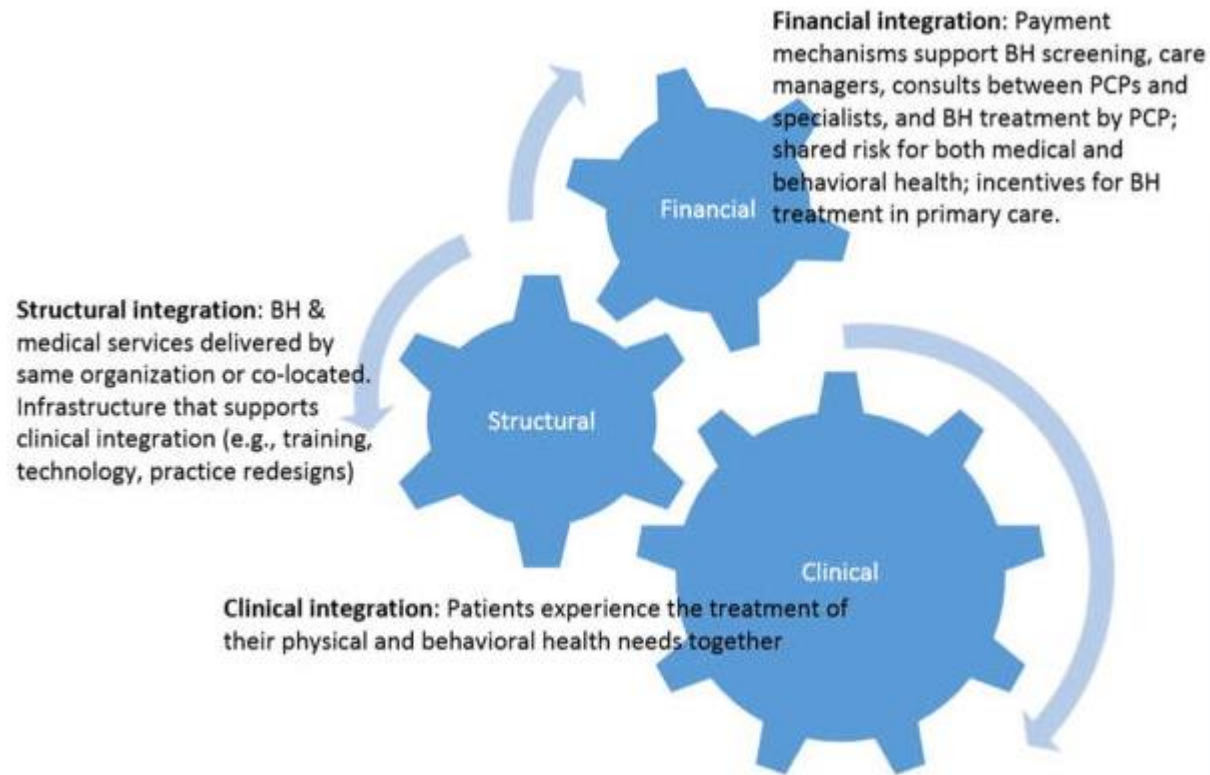 Financial integration: Payment
mechanisms support BH screening, care
managers, consults between PCPs and
specialists, and BH treatment by PCP;
shared risk for both medical and
behavioral health; incentives for BH
treatment in primary care.
Financial
Structural integration: BH &
medical services delivered by
same organization or co-located.
Infrastructure that supports
clinical integration (e.g., training,
technology, practice redesigns)
Structural
Clinical
Clinical integration: Patients experience the treatment of
their physical and behavioral health needs together